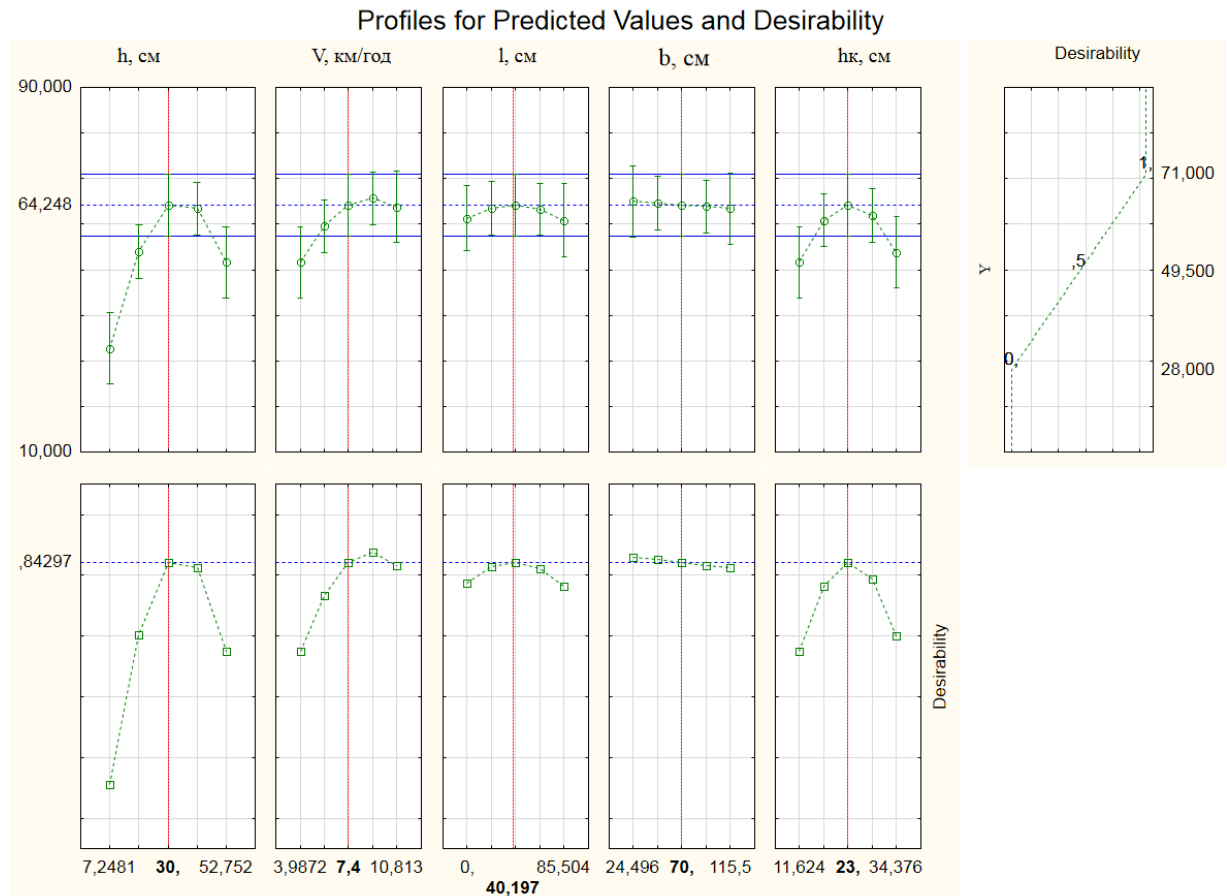 Profiles for Predicted Values and Desirability
h, см
V, км/год
l, см
b, см
hк, см
Desirability
90,000
64,248
10,000
1,
71,000
,5
49,500
0,
28,000
Y
,84297
Desirability
7,2481 30, 52,752
3,9872 7,4 10,813
0, 85,504
40,197
24,496 70, 115,5
11,624 23, 34,376